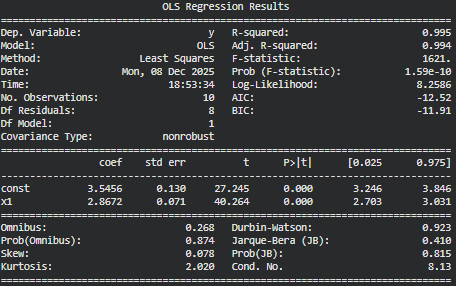 OLS Regression Results
==============================================================================
Dep. Variable: y R-squared: 0.995
Model: OLS Adj. R-squared: 0.994
Method: Least Squares F-statistic: 1621.
Date: Mon, 08 Dec 2025 Prob (F-statistic): 1.59e-10
Time: 18:53:34 Log-Likelihood: 8.2586
No. Observations: 10 AIC: -12.52
Df Residuals: 8 BIC: -11.91
Df Model: 1
Covariance Type: nonrobust
==============================================================================
coef std err t P>|t| [0.025 0.975]
------------------------------------------------------------------------------
const 3.5456 0.130 27.245 0.000 3.246 3.846
x1 2.8672 0.071 40.264 0.000 2.703 3.031
==============================================================================
Omnibus: 0.268 Durbin-Watson: 0.923
Prob(Omnibus): 0.874 Jarque-Bera (JB): 0.410
Skew: 0.078 Prob(JB): 0.815
Kurtosis: 2.020 Cond. No. 8.13
==============================================================================